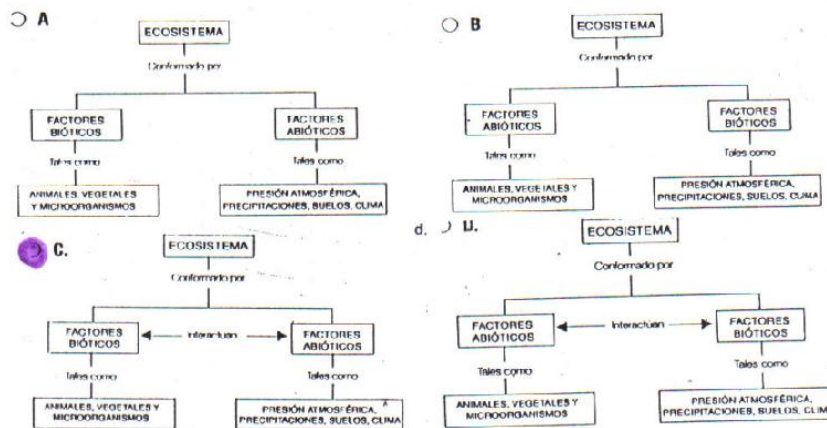 A
ECOSISTEMA
Conformado por
FACTORES
BIÓTICOS
FACTORES
ABIÓTICOS
Tales como
Tales como
ANIMALES, VEGETALES
Y MICROORGANISMOS
PRESIÓN ATMOSFÉRICA,
PRECIPITACIONES, SUELOS, CLIMA
B
ECOSISTEMA
Conformado por
FACTORES
ABIÓTICOS
FACTORES
BIÓTICOS
Tales como
Tales como
ANIMALES, VEGETALES
Y MICROORGANISMOS
PRESIÓN ATMOSFÉRICA,
PRECIPITACIONES, SUELOS, CLIMA
C.
ECOSISTEMA
Conformado por
FACTORES
BIÓTICOS
Interactúan
FACTORES
ABIÓTICOS
Tales como
Tales como
ANIMALES, VEGETALES Y
MICROORGANISMOS
PRESIÓN ATMOSFÉRICA,
PRECIPITACIONES, SUELOS, CLIMA
d. D.
ECOSISTEMA
Conformado por
FACTORES
ABIÓTICOS
Interactúan
FACTORES
BIÓTICOS
Tales como
Tales como
ANIMALES, VEGETALES Y
MICROORGANISMOS
PRESIÓN ATMOSFÉRICA,
PRECIPITACIONES, SUELOS, CLIMA